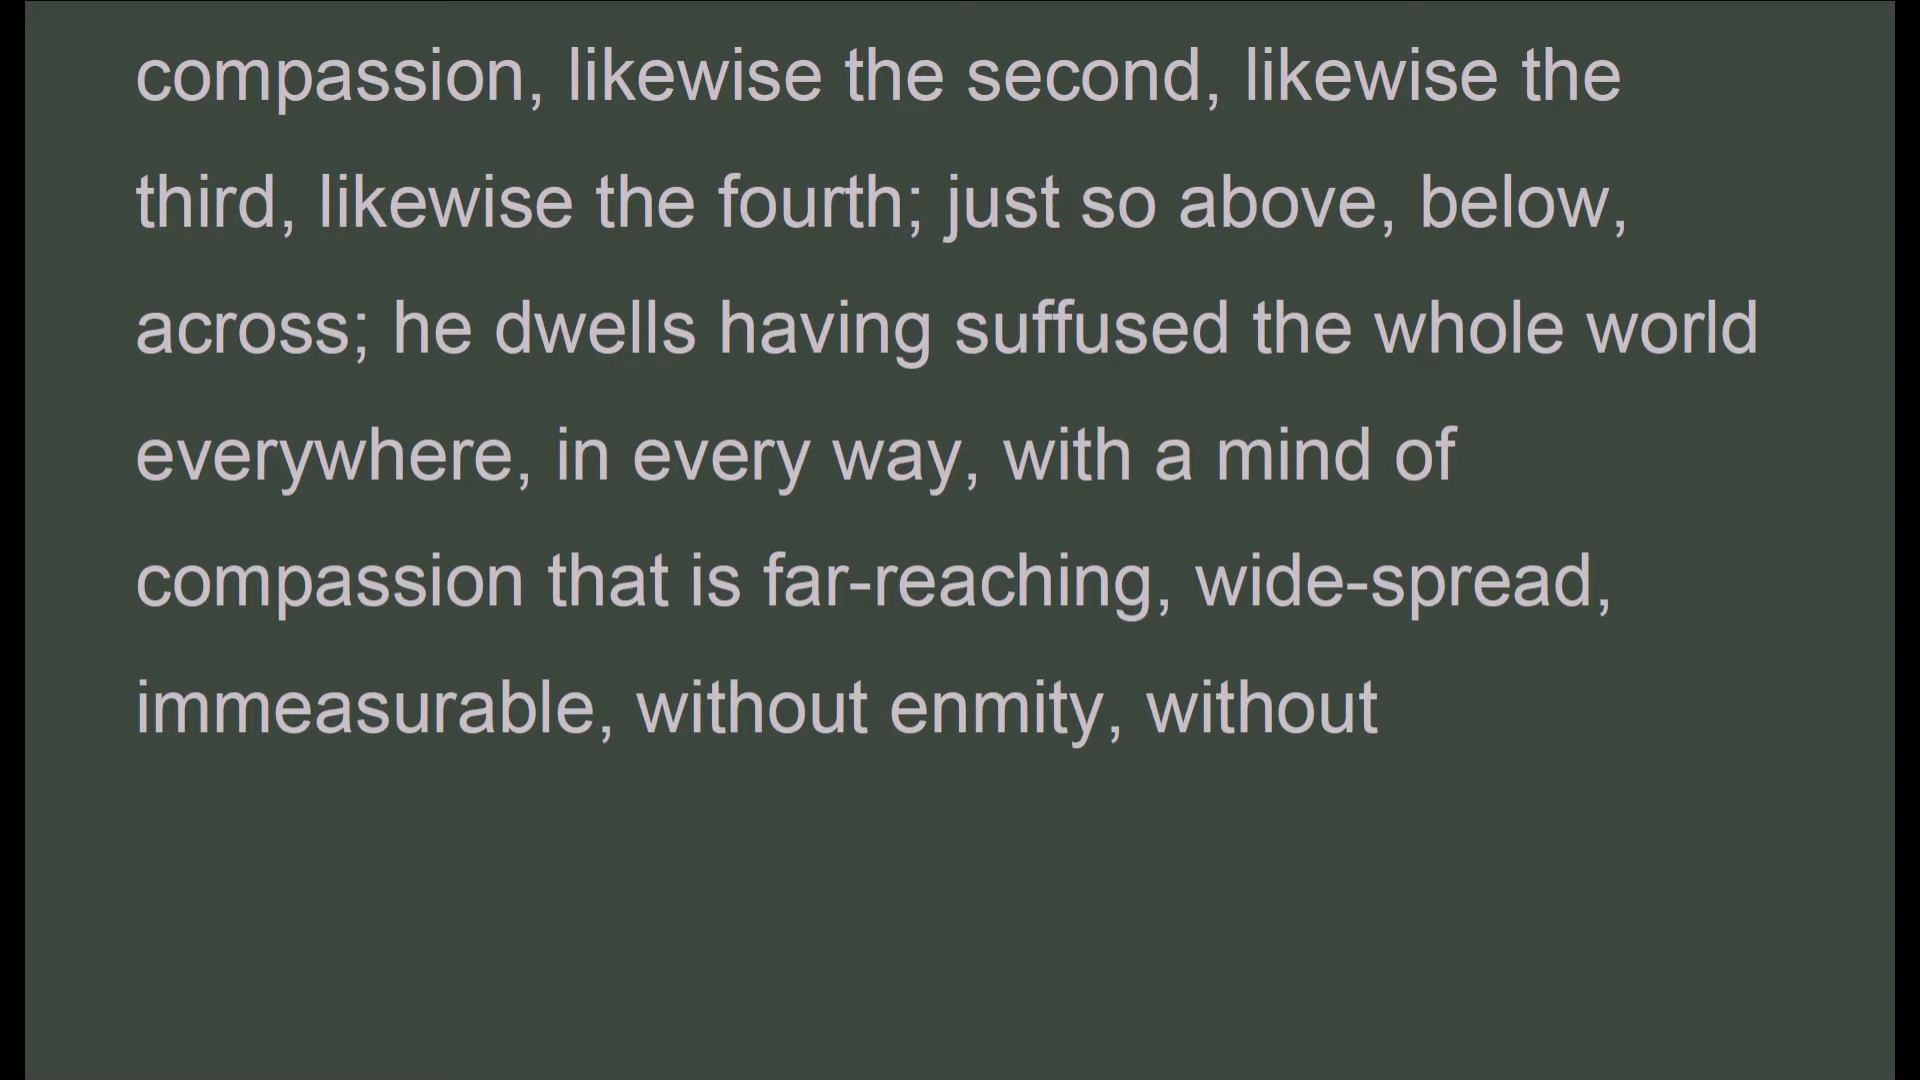 compassion, likewise the second, likewise the
third, likewise the fourth; just so above, below,
across; he dwells having suffused the whole world
everywhere, in every way, with a mind of
compassion that is far-reaching, wide-spread,
immeasurable, without enmity, without